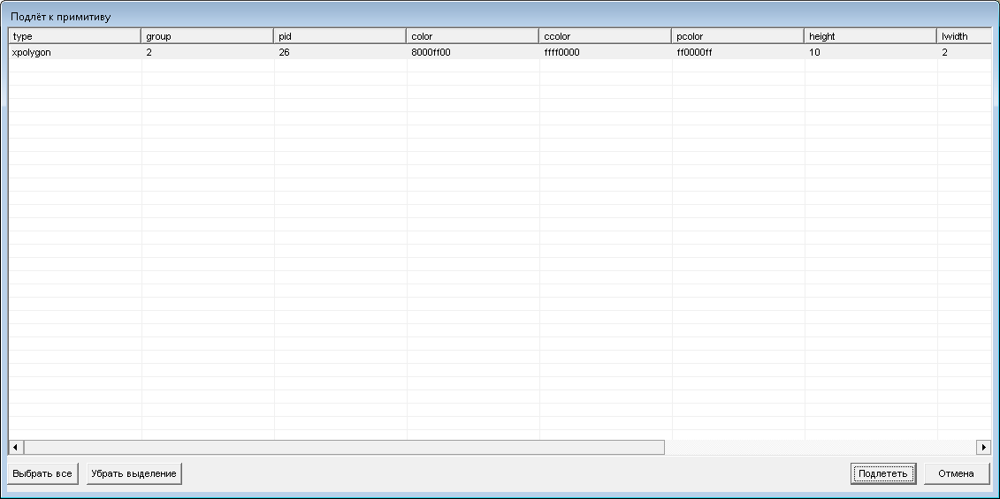 Подлёт к примитиву
type group pid color ccolor pcolor height lwidth
xpolygon 2 26 8000ff00 ffff0000 ff0000ff 10 2
Выбрать все Убрать выделение Подлететь Отмена